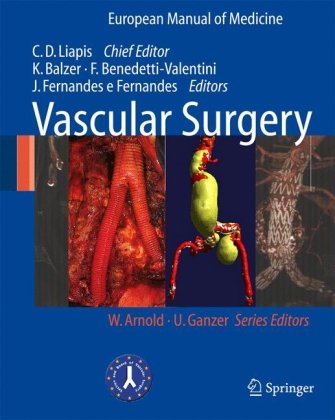 European Manual of Medicine
C. D. Liapis Chief Editor
K. Balzer · F. Benedetti-Valentini
J. Fernandes e Fernandes Editors
Vascular Surgery
W. Arnold · U. Ganzer Series Editors
Springer